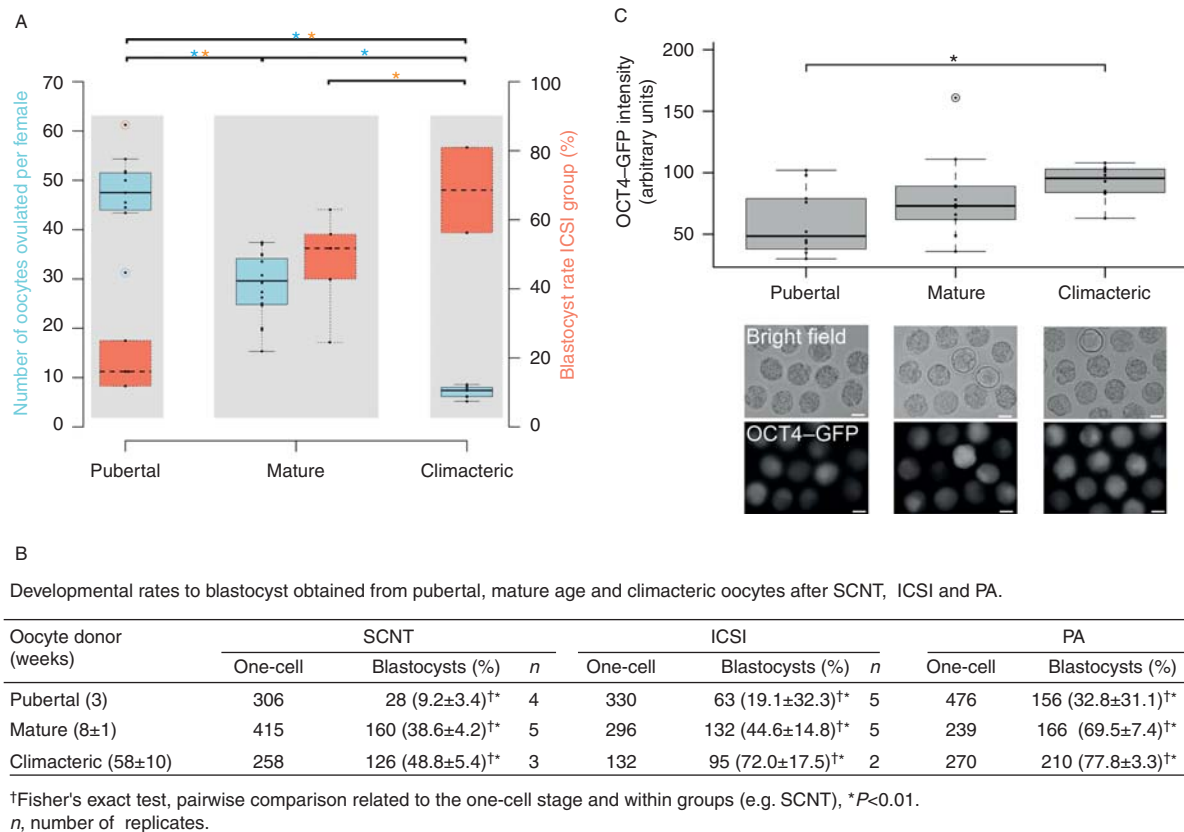 A
** ** 
** *
*
70
60
50
40
30
20
10
0
Number of oocytes ovulated per female
100
80
60
40
20
0
Blastocyst rate ICSI group (%)
Pubertal
Mature
Climacteric
C
*
200
150
100
50
OCT4–GFP intensity
(arbitrary units)
Pubertal
Mature
Climacteric
Bright field
OCT4–GFP
B
Developmental rates to blastocyst obtained from pubertal, mature age and climacteric oocytes after SCNT, ICSI and PA.
Oocyte donor (weeks) SCNT ICSI PA
One-cell Blastocysts (%) n One-cell Blastocysts (%) n One-cell Blastocysts (%)
Pubertal (3) 306 28 (9.2±3.4)†* 4 330 63 (19.1±32.3)†* 5 476 156 (32.8±31.1)†*
Mature (8±1) 415 160 (38.6±4.2)†* 5 296 132 (44.6±14.8)†* 5 239 166 (69.5±7.4)†*
Climacteric (58±10) 258 126 (48.8±5.4)†* 3 132 95 (72.0±17.5)†* 2 270 210 (77.8±3.3)†*
†Fisher's exact test, pairwise comparison related to the one-cell stage and within groups (e.g. SCNT), *P<0.01.
n, number of replicates.